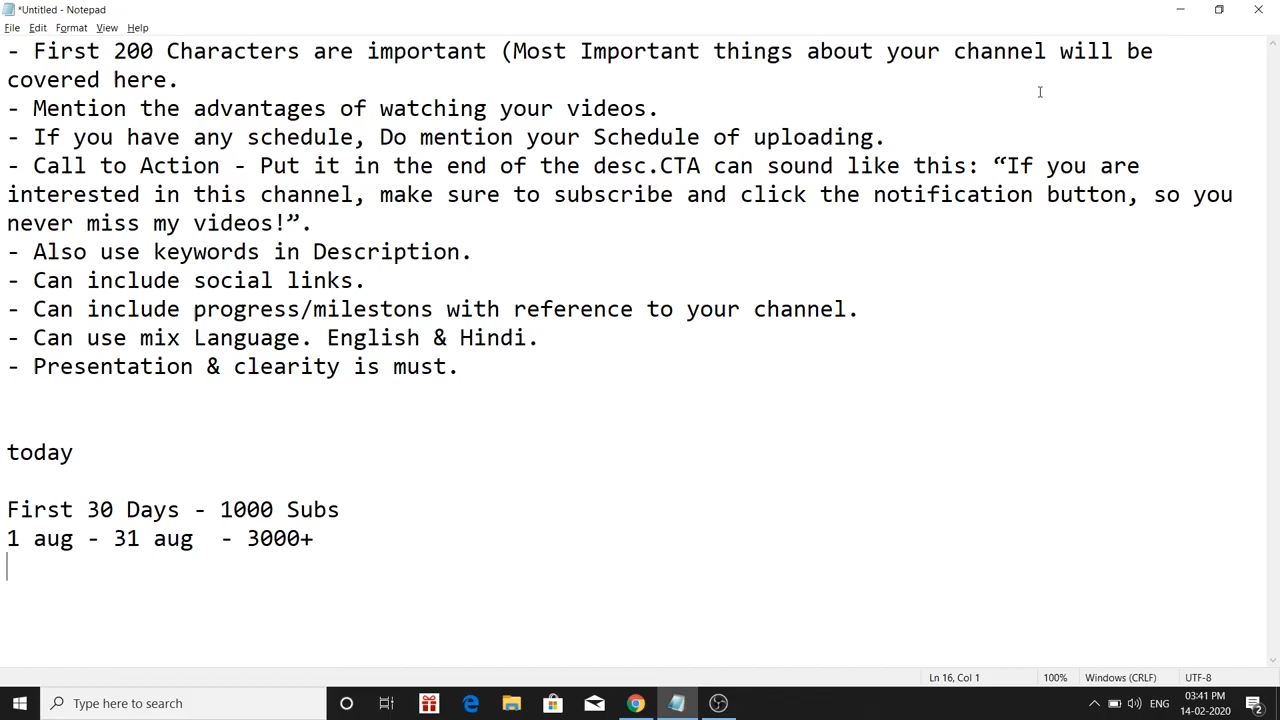 *Untitled - Notepad
File Edit Format View Help
- First 200 Characters are important (Most Important things about your channel will be
covered here.
- Mention the advantages of watching your videos.
- If you have any schedule, Do mention your Schedule of uploading.
- Call to Action - Put it in the end of the desc.CTA can sound like this: “If you are
interested in this channel, make sure to subscribe and click the notification button, so you
never miss my videos!”.
- Also use keywords in Description.
- Can include social links.
- Can include progress/milestons with reference to your channel.
- Can use mix Language. English & Hindi.
- Presentation & clearity is must.
today
First 30 Days - 1000 Subs
1 aug - 31 aug  - 3000+
Ln 16, Col 1 100% Windows (CRLF) UTF-8
Type here to search ENG 03:41 PM
14-02-2020 2